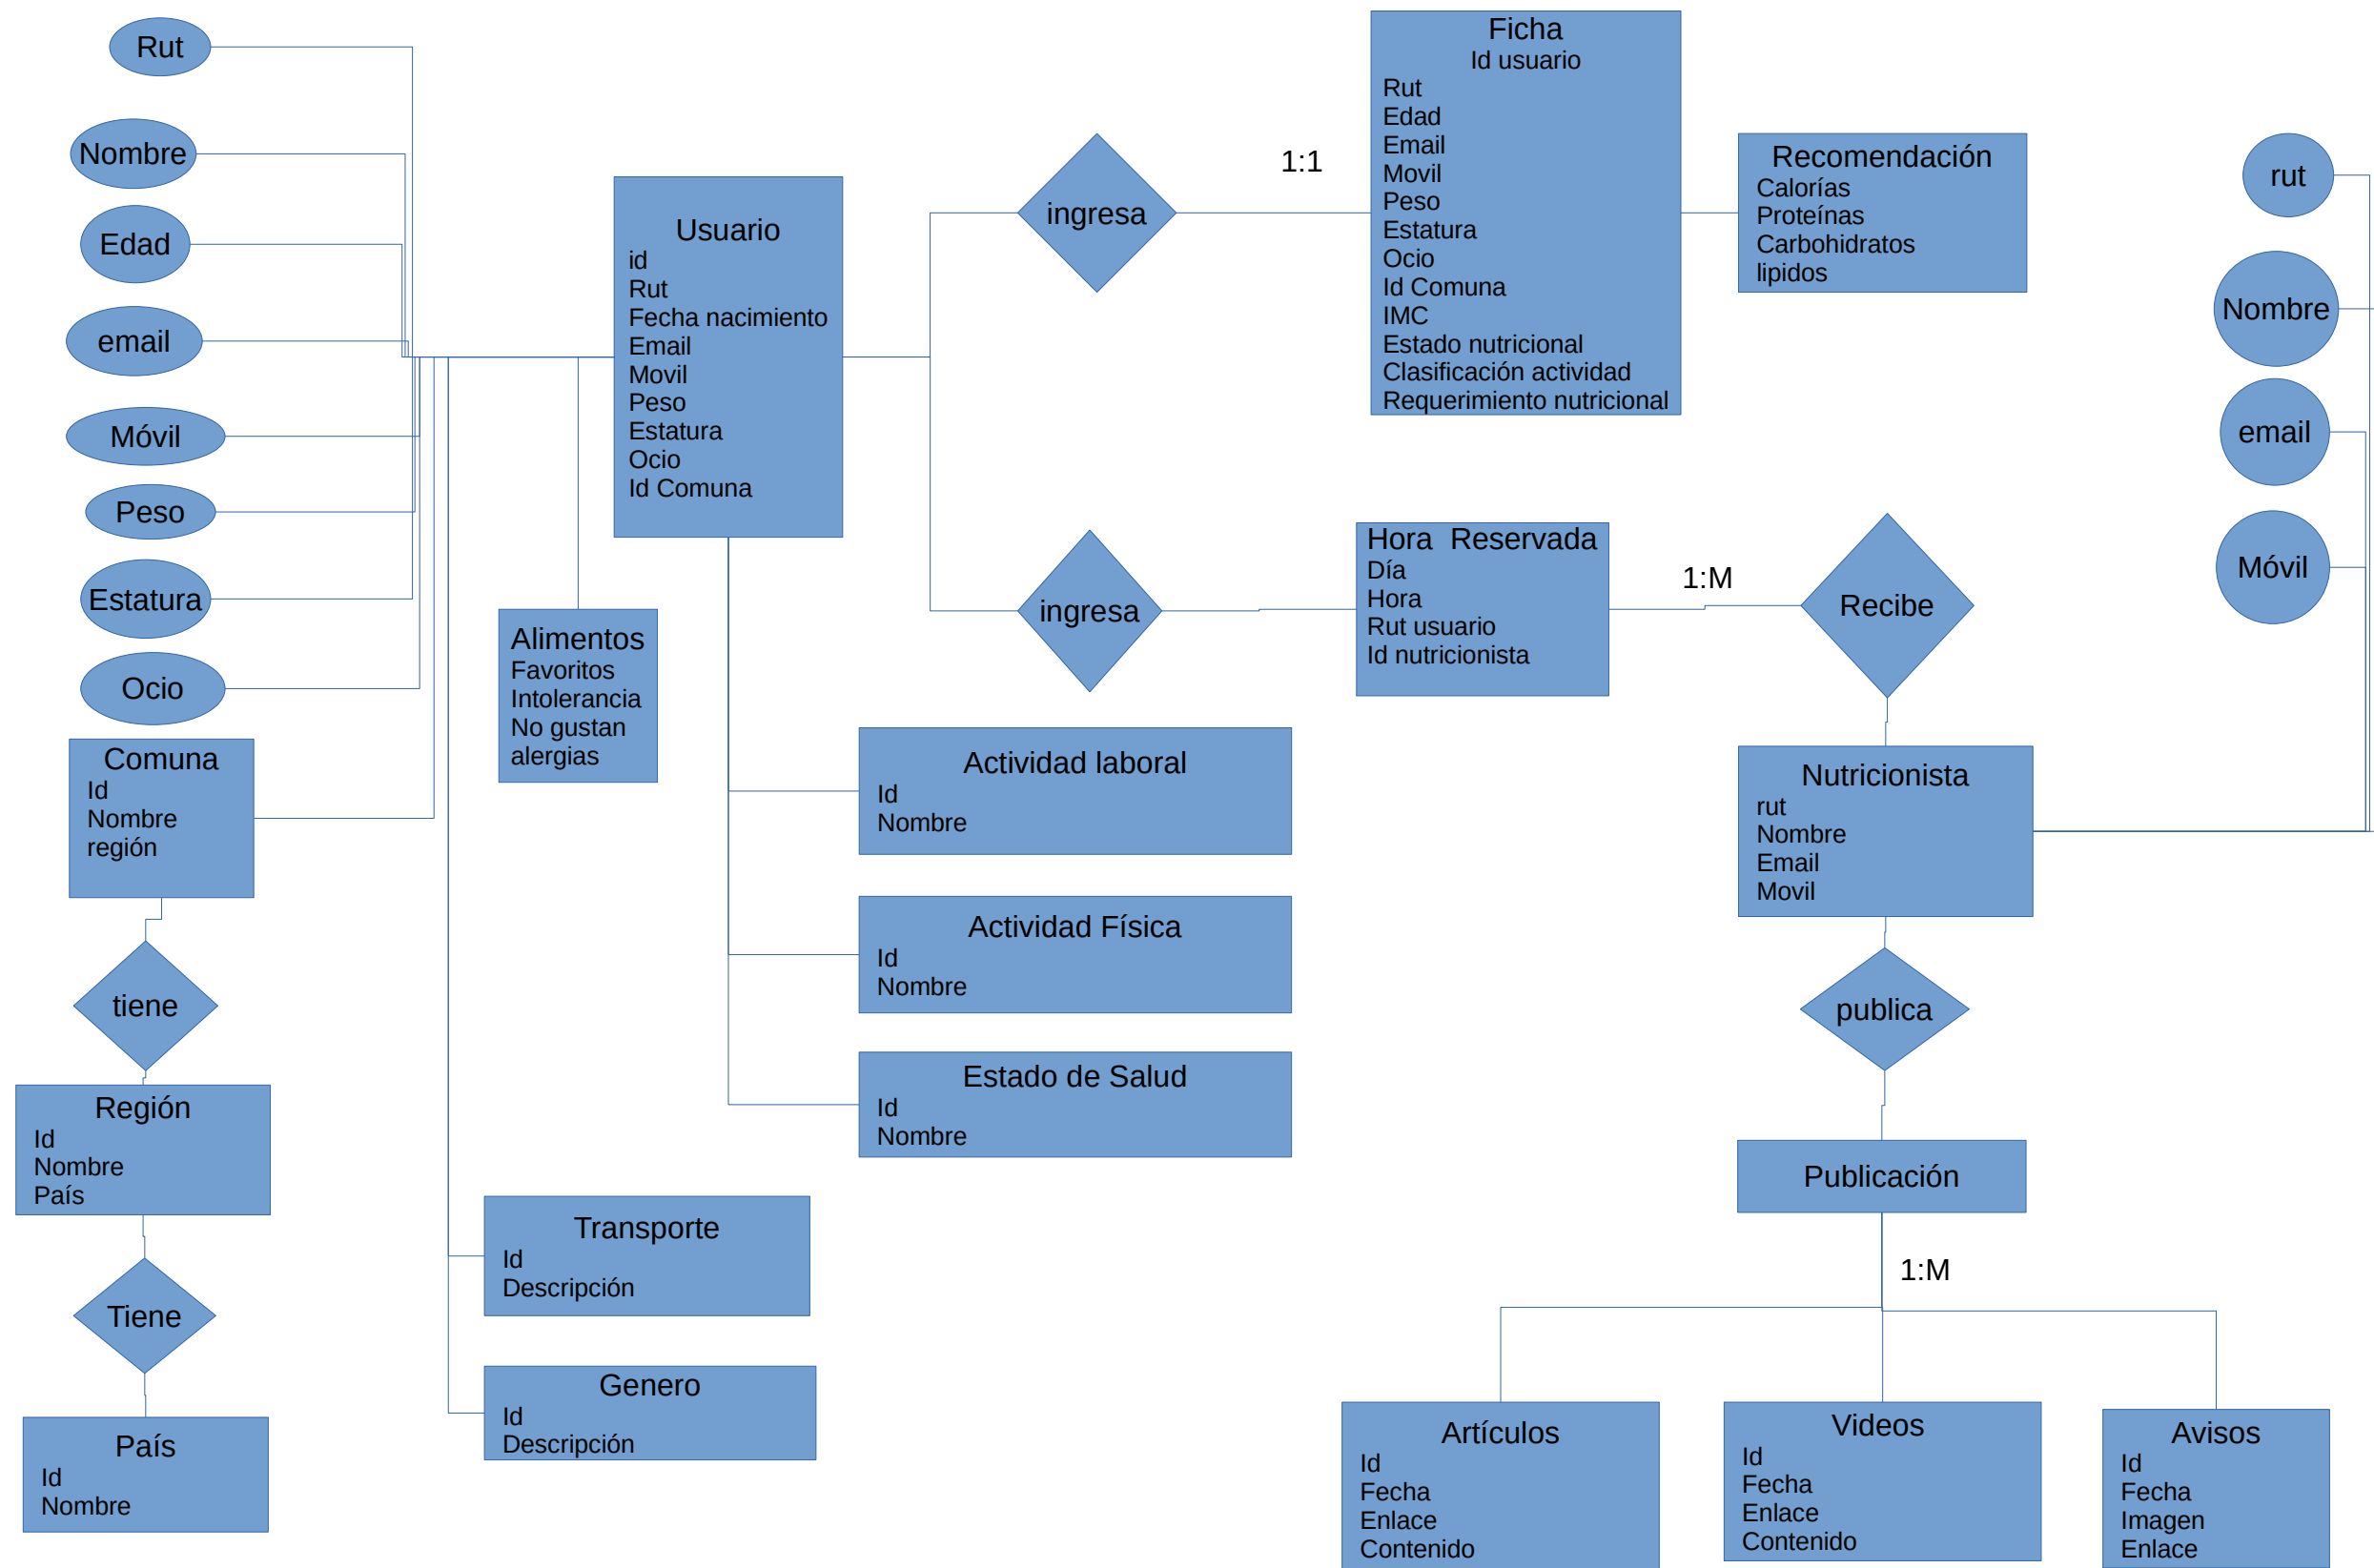 Rut
Nombre
Edad
email
Móvil
Peso
Estatura
Ocio
Comuna
Id
Nombre
región
tiene
Región
Id
Nombre
País
Tiene
País
Id
Nombre
Usuario
id
Rut
Fecha nacimiento
Email
Movil
Peso
Estatura
Ocio
Id Comuna
Alimentos
Favoritos
Intolerancia
No gustan
alergias
Transporte
Id
Descripción
Genero
Id
Descripción
ingresa
1:1
Ficha
Id usuario
Rut
Edad
Email
Movil
Peso
Estatura
Ocio
Id Comuna
IMC
Estado nutricional
Clasificación actividad
Requerimiento nutricional
Recomendación
Calorías
Proteínas
Carbohidratos
lipidos
ingresa
Hora Reservada
Día
Hora
Rut usuario
Id nutricionista
1:M
Recibe
Actividad laboral
Id
Nombre
Actividad Física
Id
Nombre
Estado de Salud
Id
Nombre
rut
Nombre
email
Móvil
Nutricionista
rut
Nombre
Email
Movil
publica
Publicación
1:M
Artículos
Id
Fecha
Enlace
Contenido
Videos
Id
Fecha
Enlace
Contenido
Avisos
Id
Fecha
Imagen
Enlace